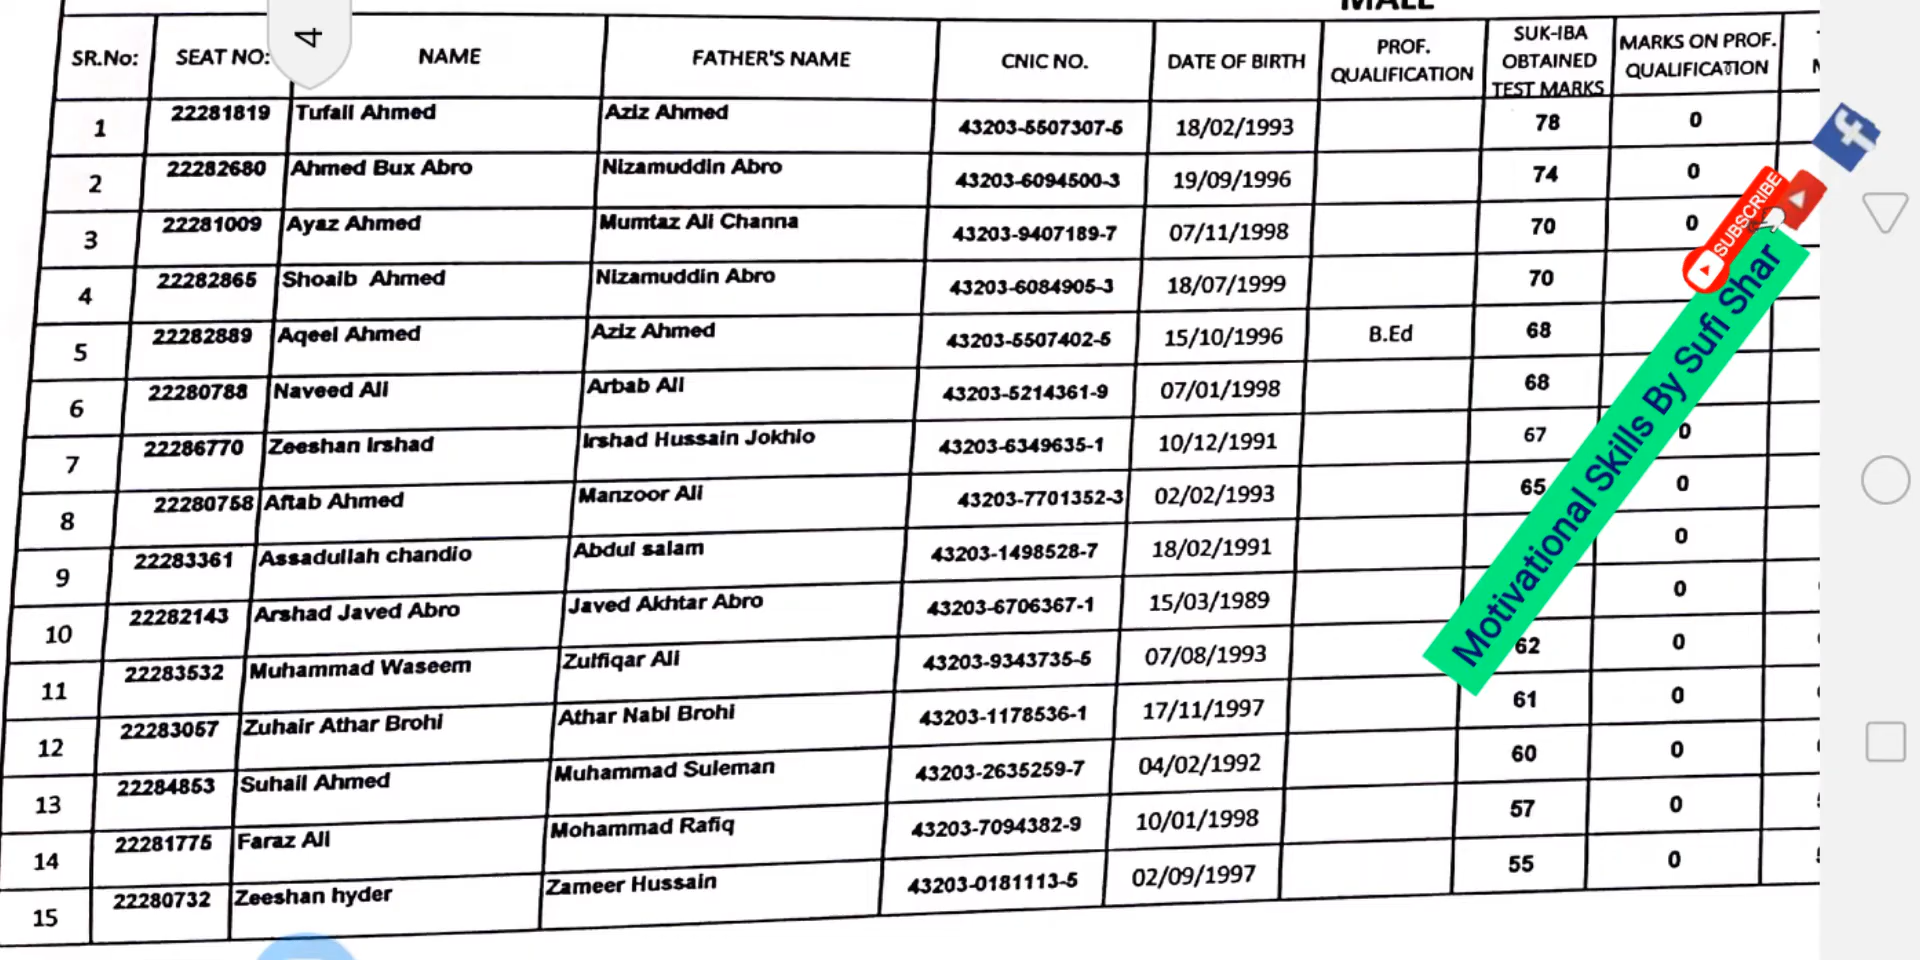 MALE
4
SR.No: SEAT NO: NAME FATHER'S NAME CNIC NO. DATE OF BIRTH PROF. QUALIFICATION SUK-IBA OBTAINED TEST MARKS MARKS ON PROF. QUALIFICATION
1 22281819 Tufail Ahmed Aziz Ahmed 43203-5507307-5 18/02/1993 78 0
2 22282680 Ahmed Bux Abro Nizamuddin Abro 43203-6094500-3 19/09/1996 74 0
3 22281009 Ayaz Ahmed Mumtaz Ali Channa 43203-9407189-7 07/11/1998 70 0
4 22282865 Shoaib Ahmed Nizamuddin Abro 43203-6084905-3 18/07/1999 70
5 22282889 Aqeel Ahmed Aziz Ahmed 43203-5507402-5 15/10/1996 B.Ed 68
6 22280788 Naveed Ali Arbab Ali 43203-5214361-9 07/01/1998 68
7 22286770 Zeeshan Irshad Irshad Hussain Jokhio 43203-6349635-1 10/12/1991 67 0
8 22280758 Aftab Ahmed Manzoor Ali 43203-7701352-3 02/02/1993 65 0
9 22283361 Assadullah chandio Abdul salam 43203-1498528-7 18/02/1991 0
10 22282143 Arshad Javed Abro Javed Akhtar Abro 43203-6706367-1 15/03/1989 0
11 22283532 Muhammad Waseem Zulfiqar Ali 43203-9343735-5 07/08/1993 62 0
12 22283057 Zuhair Athar Brohi Athar Nabi Brohi 43203-1178536-1 17/11/1997 61 0
13 22284853 Suhail Ahmed Muhammad Suleman 43203-2635259-7 04/02/1992 60 0
14 22281775 Faraz Ali Mohammad Rafiq 43203-7094382-9 10/01/1998 57 0
15 22280732 Zeeshan hyder Zameer Hussain 43203-0181113-5 02/09/1997 55 0
SUBSCRIBE
Motivational Skills By Sufi Shar